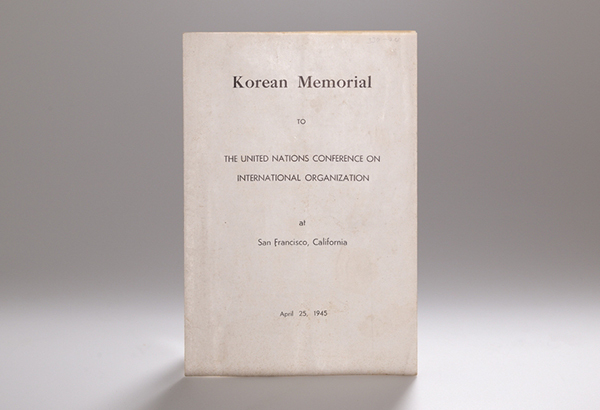 Korean Memorial
TO
THE UNITED NATIONS CONFERENCE ON
INTERNATIONAL ORGANIZATION
at
San Francisco, California
April 25, 1945